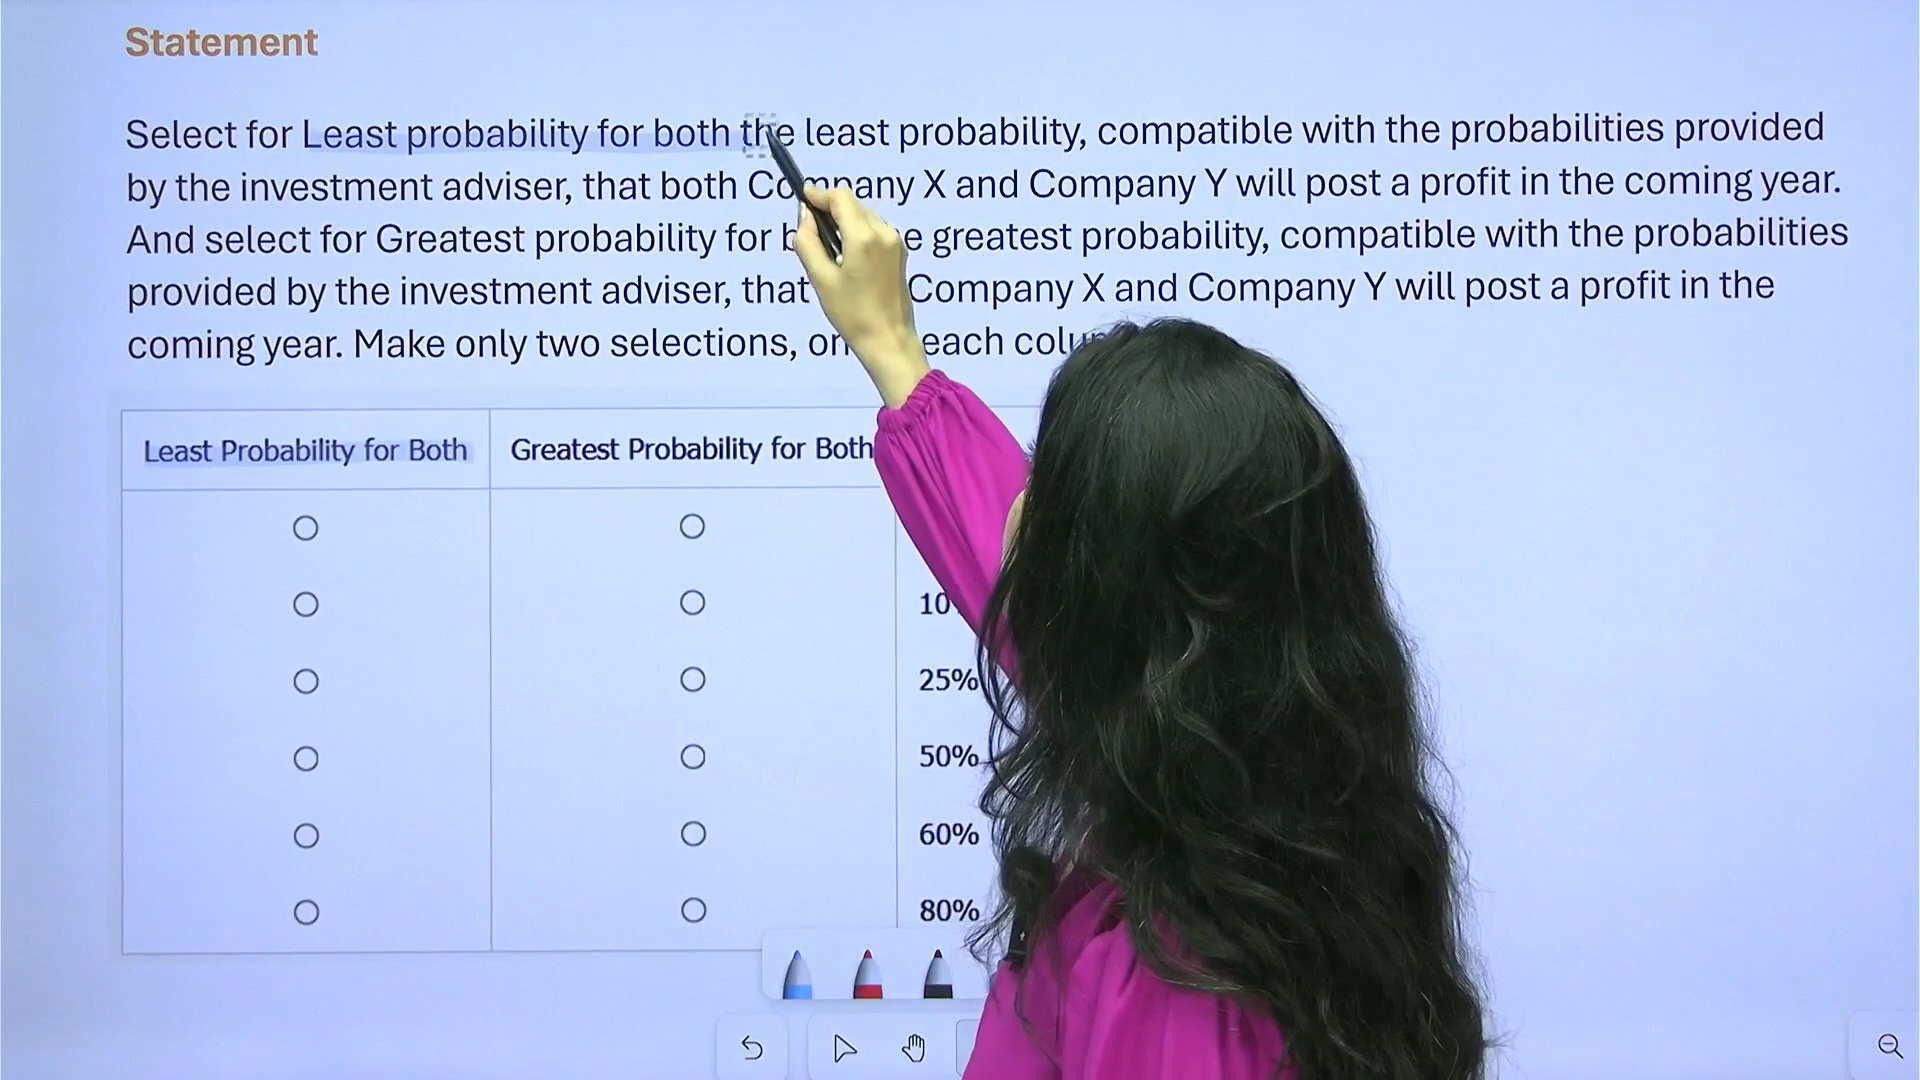 Statement
Select for Least probability for both the least probability, compatible with the probabilities provided
by the investment adviser, that both Company X and Company Y will post a profit in the coming year.
And select for Greatest probability for greatest probability, compatible with the probabilities
provided by the investment adviser, that Company X and Company Y will post a profit in the
coming year. Make only two selections, each
Least Probability for Both
Greatest Probability for Both
10
25%
50%
60%
80%